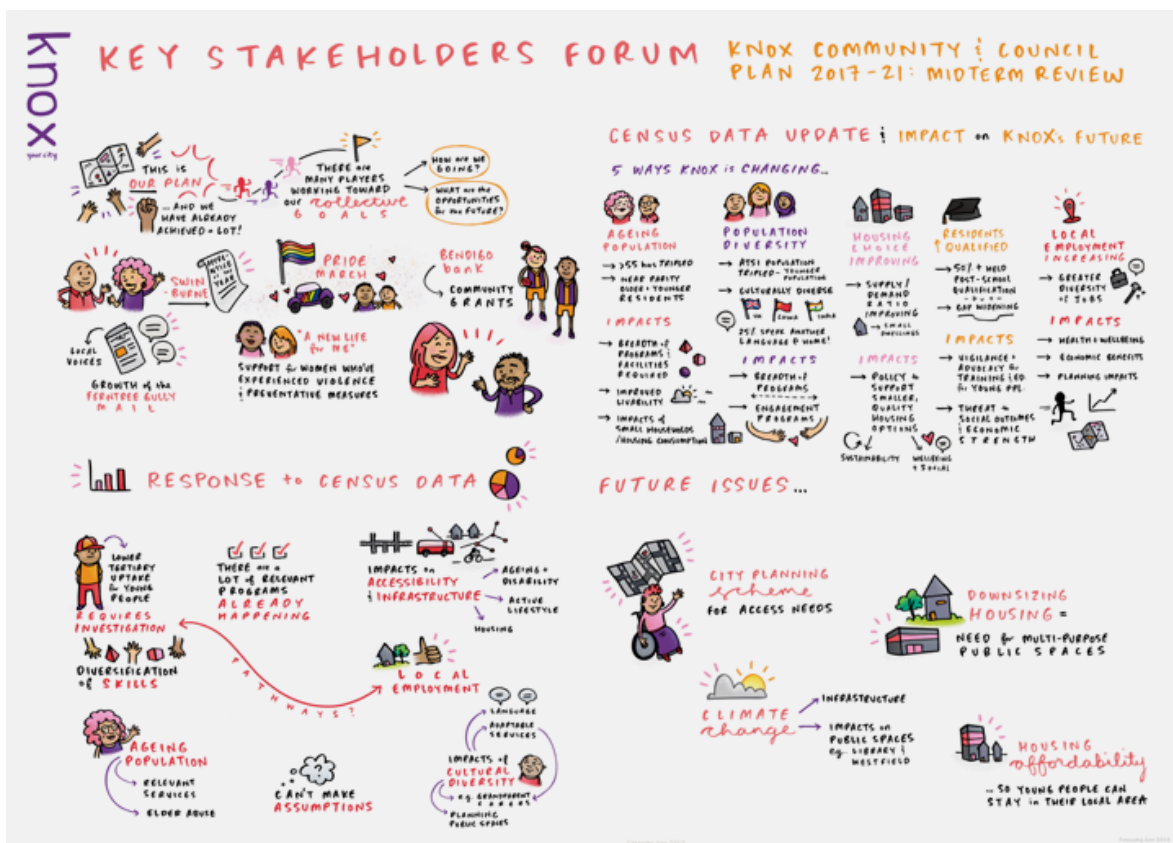 knox
your city
KEY STAKEHOLDERS FORUM
KNOX COMMUNITY & COUNCIL
PLAN 2017-21: MIDTERM REVIEW
THIS IS
OUR PLAN
... AND WE
HAVE ALREADY
ACHIEVED a LOT!
THERE are
MANY PLAYERS
WORKING TOWARD
OUR collective
GOALS
HOW are WE
GOING?
WHAT are the
OPPORTUNITIES
for the FUTURE?
SWIN
BURNE
of the
YEAR
PRIDE
MARCH
BENDIGO
bank
COMMUNITY
GRANTS
LOCAL
VOICES
GROWTH of the
FERNTREE GULLY
MAIL
"A NEW LIFE
for ME"
SUPPORT for WOMEN WHO'VE
EXPERIENCED VIOLENCE
& PREVENTATIVE MEASURES
CENSUS DATA UPDATE & IMPACT on KNOX's FUTURE
5 WAYS KNOX is CHANGING...
AGEING
POPULATION
>55 has TRIPLED
NEAR PARITY
OLDER & YOUNGER
RESIDENTS
IMPACTS
BREADTH of
PROGRAMS &
FACILITIES
REQUIRED
IMPROVED
LIVABILITY
IMPACTS of
SMALL HOUSEHOLDS
/HOUSING CONSUMPTION
POPULATION
DIVERSITY
ATSI POPULATION
TRIPLED - YOUNGER
POPULATION
CULTURALLY DIVERSE
UK
CHINA
INDIA
25% SPEAK ANOTHER
LANGUAGE @ HOME!
IMPACTS
BREADTH of
PROGRAMS
ENGAGEMENT
PROGRAMS
HOUSING
CHOICE
IMPROVING
SUPPLY/
DEMAND
RATIO
IMPROVING
SMALL
DWELLINGS
IMPACTS
POLICY to
SUPPORT
SMALLER,
QUALITY
HOUSING
OPTIONS
SUSTAINABILITY
WELLBEING
+ SOCIAL
RESIDENTS
↑ QUALIFIED
50%+ HELD
POST-SCHOOL
QUALIFICATION
GAP WIDENING
IMPACTS
VIGILANCE +
ADVOCACY for
TRAINING & ED.
for YOUNG PPL.
THREAT to
SOCIAL OUTCOMES
& ECONOMIC
STRENGTH
LOCAL
EMPLOYMENT
INCREASING
GREATER
DIVERSITY
of JOBS
IMPACTS
HEALTH & WELLBEING
ECONOMIC BENEFITS
PLANNING IMPACTS
RESPONSE to CENSUS DATA
LOWER
TERTIARY
UPTAKE
for YOUNG
PEOPLE
REQUIRES
INVESTIGATION
DIVERSIFICATION
of SKILLS
THERE are a
LOT of RELEVANT
PROGRAMS
ALREADY
HAPPENING
IMPACTS on
ACCESSIBILITY
& INFRASTRUCTURE
AGEING &
DISABILITY
ACTIVE
LIFESTYLE
HOUSING
PATHWAYS?
LOCAL
EMPLOYMENT
AGEING
POPULATION
RELEVANT
SERVICES
ELDER ABUSE
?
CAN'T MAKE
ASSUMPTIONS
LANGUAGE
ADAPTABLE
SERVICES
IMPACTS of
CULTURAL
DIVERSITY
e.g. GRANDPARENT
CARERS
PLANNING
PUBLIC SPACES
FUTURE ISSUES...
CITY PLANNING
scheme
FOR ACCESS NEEDS
DOWNSIZING
HOUSING =
NEED for MULTI-PURPOSE
PUBLIC SPACES
CLIMATE
change
INFRASTRUCTURE
IMPACTS on
PUBLIC SPACES
eg. LIBRARY &
WESTFIELD
HOUSING
affordability
... SO YOUNG PEOPLE CAN
STAY in THEIR LOCAL AREA